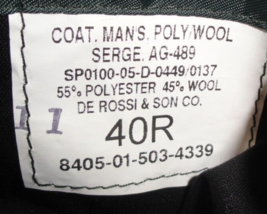 COAT. MAN'S. POLY/WOOL
SERGE. AG-489
SP0100-05-D-0449/0137
55% POLYESTER 45% WOOL
DE ROSSI & SON CO.
11
40R
8405-01-503-4339